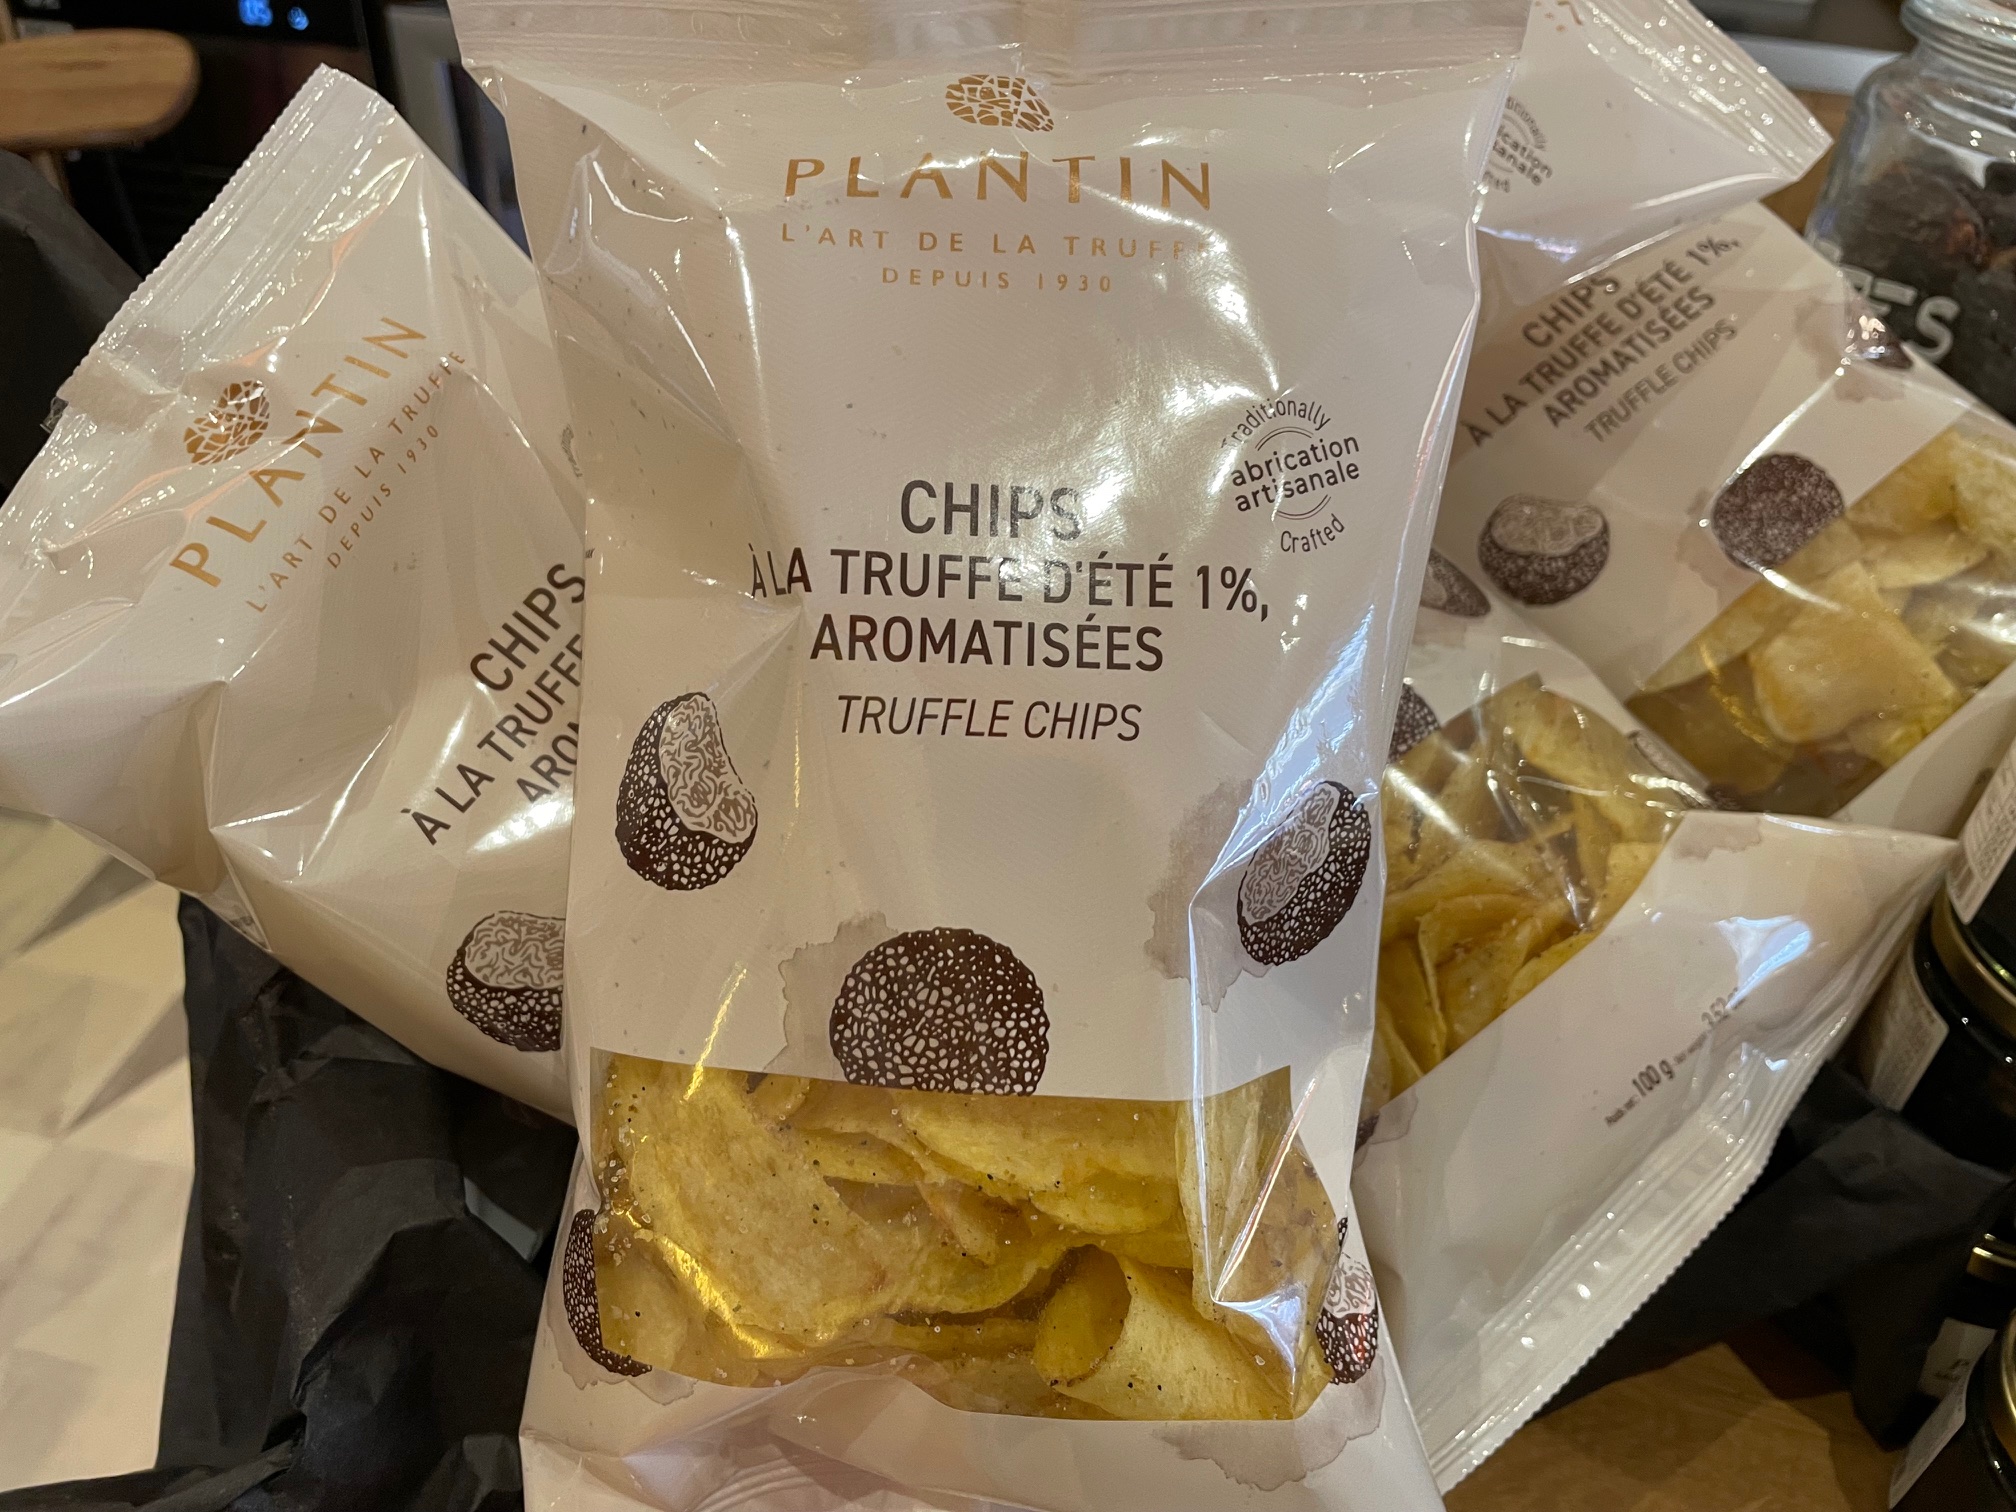 PLANTIN
L'ART DE LA TRUFFE
DEPUIS 1930
CHIPS
À LA TRUFFE D'ÉTÉ 1%,
AROMATISÉES
TRUFFLE CHIPS
Traditionally
fabrication
artisanale
Crafted
PLANTIN
L'ART DE LA TRUFFE
DEPUIS 1930
CHIPS
À LA TRUFFE
CHIPS
À LA TRUFFE D'ÉTÉ 1%,
AROMATISÉES
TRUFFLE CHIPS
100 g